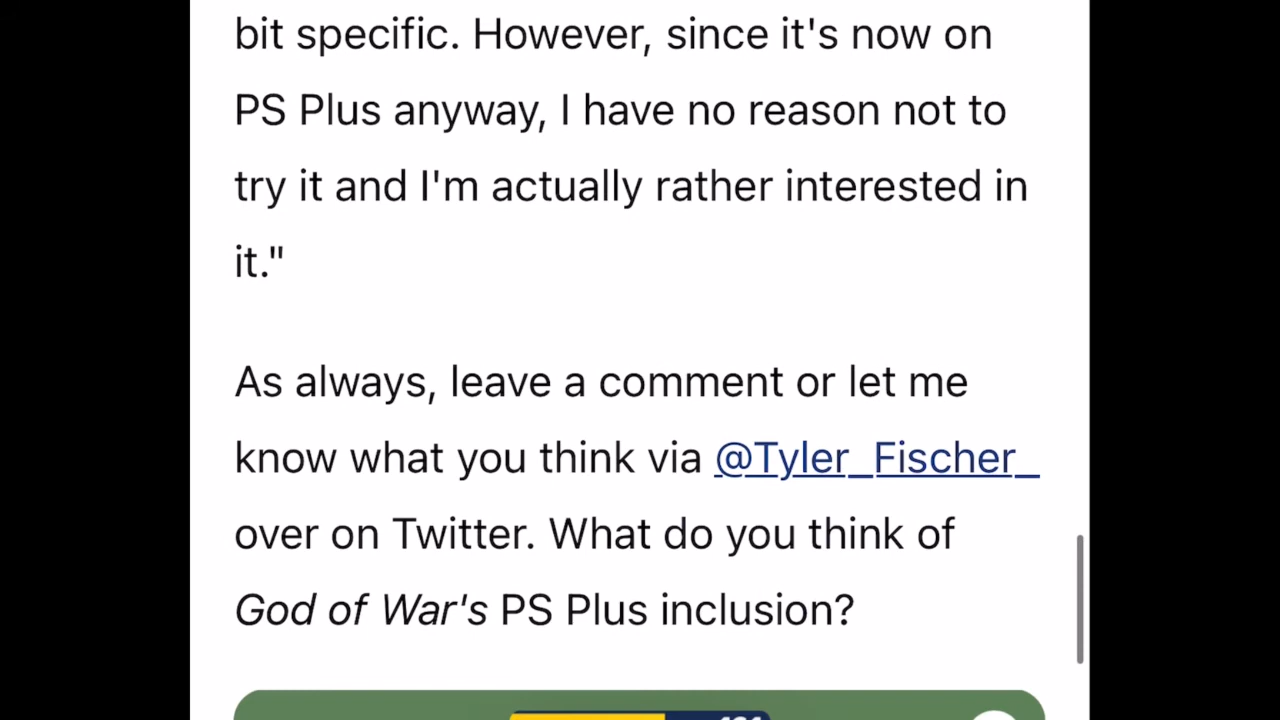 bit specific. However, since it's now on
PS Plus anyway, I have no reason not to
try it and I'm actually rather interested in
it."
As always, leave a comment or let me
know what you think via @Tyler_Fischer_
over on Twitter. What do you think of
God of War's PS Plus inclusion?